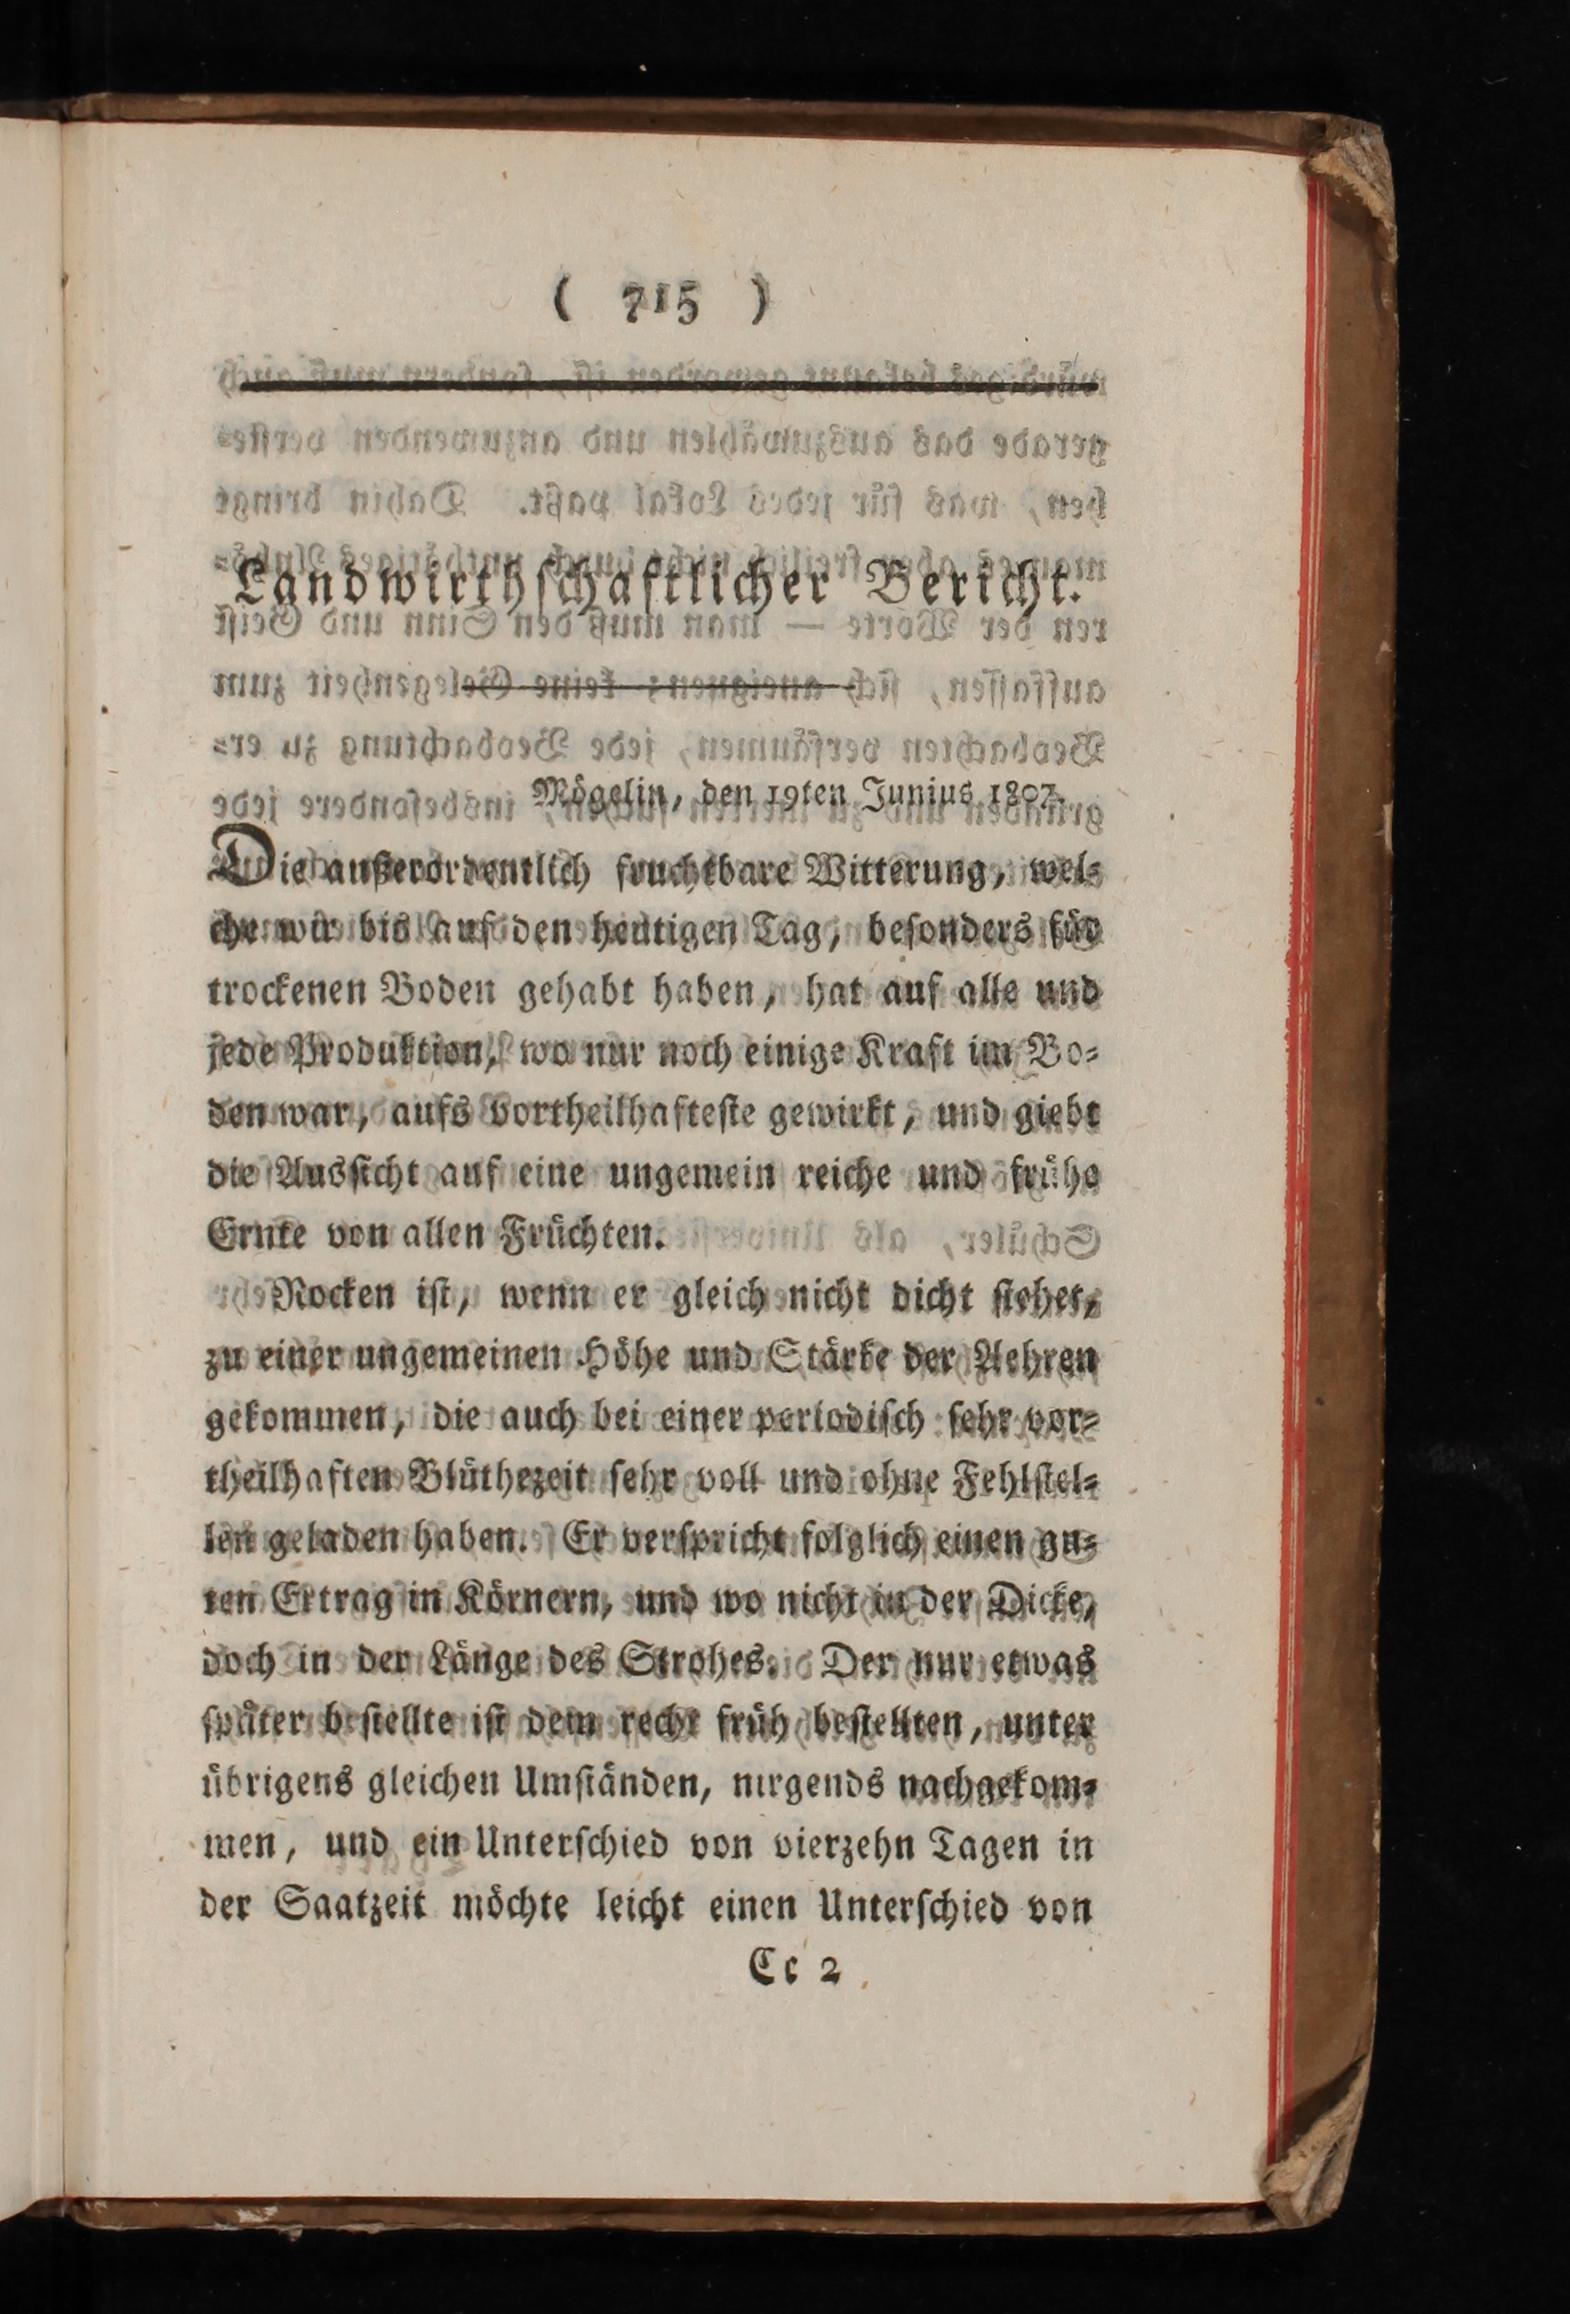 ( 715 )
Landwirthschaftlicher Bericht.
Mögelin, den 19ten Junius 1807.
Die außerordentlich fruchtbare Witterung, wel-
che wir bis auf den heutigen Tag, besonders für
trockenen Boden gehabt haben, hat auf alle und
jede Produktion, wo nur noch einige Kraft im Bo-
den war, aufs vortheilhafteste gewirkt, und giebt
die Aussicht auf eine ungemein reiche und frühe
Ernte von allen Früchten.
Rocken ist, wenn er gleich nicht dicht stehet,
zu einer ungemeinen Höhe und Stärke der Aehren
gekommen, die auch bei einer periodisch sehr vor-
theilhaften Blüthezeit sehr voll und ohne Fehlstel-
len geladen haben. Er verspricht folglich einen gu-
ten Ertrag in Körnern, und wo nicht in der Dicke,
doch in der Länge des Strohes. Der nur etwas
später bestellte ist dem recht früh bestellten, unter
übrigens gleichen Umständen, nirgends nachgekom-
men, und ein Unterschied von vierzehn Tagen in
der Saatzeit möchte leicht einen Unterschied von
Cc 2